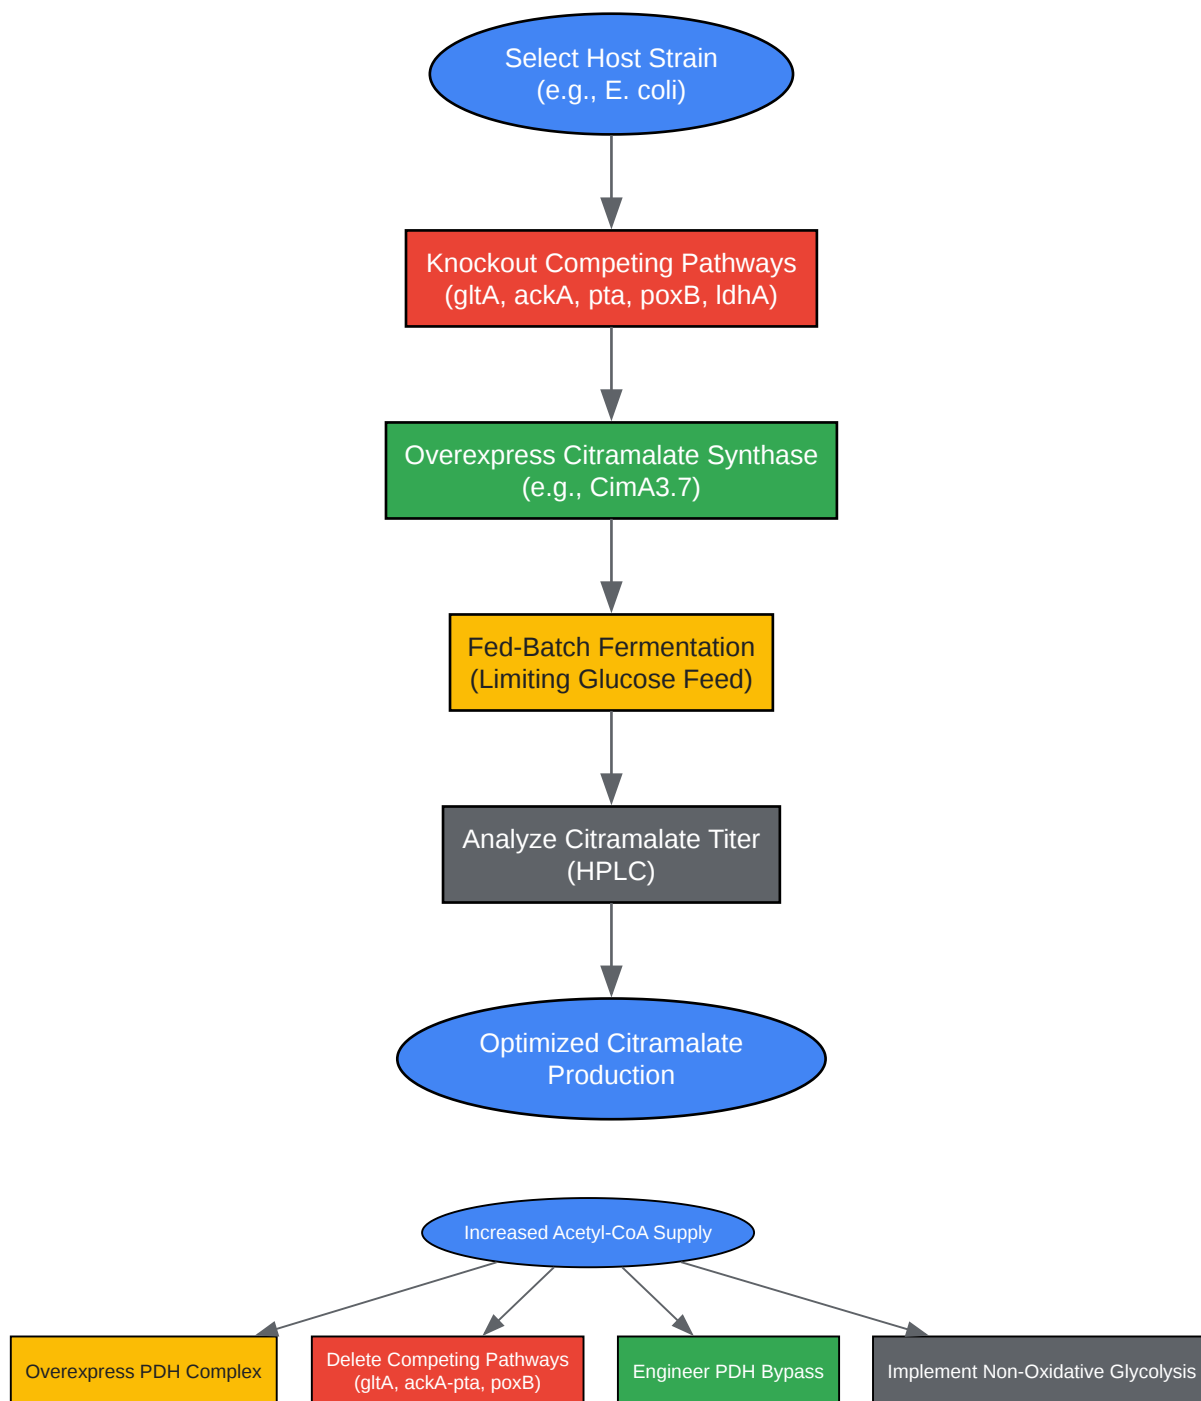 Select Host Strain
(e.g., E. coli)
Knockout Competing Pathways
(gltA, ackA, pta, poxB, ldhA)
Overexpress Citramalate Synthase
(e.g., CimA3.7)
Fed-Batch Fermentation
(Limiting Glucose Feed)
Analyze Citramalate Titer
(HPLC)
Optimized Citramalate
Production
Increased Acetyl-CoA Supply
Overexpress PDH Complex
Delete Competing Pathways
(gltA, ackA-pta, poxB)
Engineer PDH Bypass
Implement Non-Oxidative Glycolysis